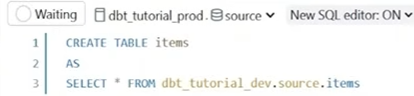 Waiting dbt_tutorial_prod. source New SQL editor: ON
1 CREATE TABLE items
2 AS
3 SELECT * FROM dbt_tutorial_dev.source.items